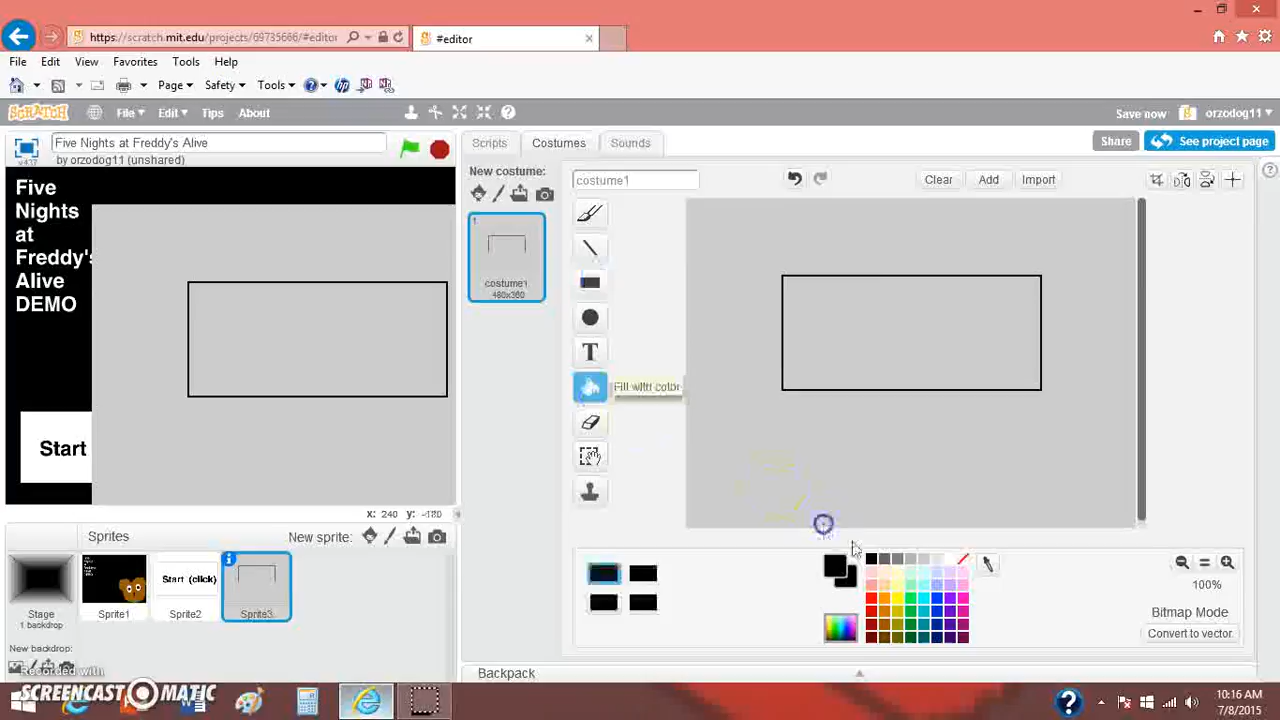 https://scratch.mit.edu/projects/69735666/#editor
#editor
File Edit View Favorites Tools Help
Page Safety Tools
SCRATCH File Edit Tips About
Save now orzodog11
Five Nights at Freddy's Alive
by orzodog11 (unshared)
v437
Scripts Costumes Sounds
Share See project page
New costume:
costume1
Clear Add Import
1
costume1
480x360
Five
Nights
at
Freddy's
Alive
DEMO
Start
T
Fill with color
x: 240 y: -180
Sprites New sprite:
Stage
1 backdrop
New backdrop:
Start (click)
Sprite1
Sprite2
Sprite3
100%
Bitmap Mode
Convert to vector
Backpack
Recorded with
SCREENCAST-O-MATIC
10:16 AM
7/8/2015